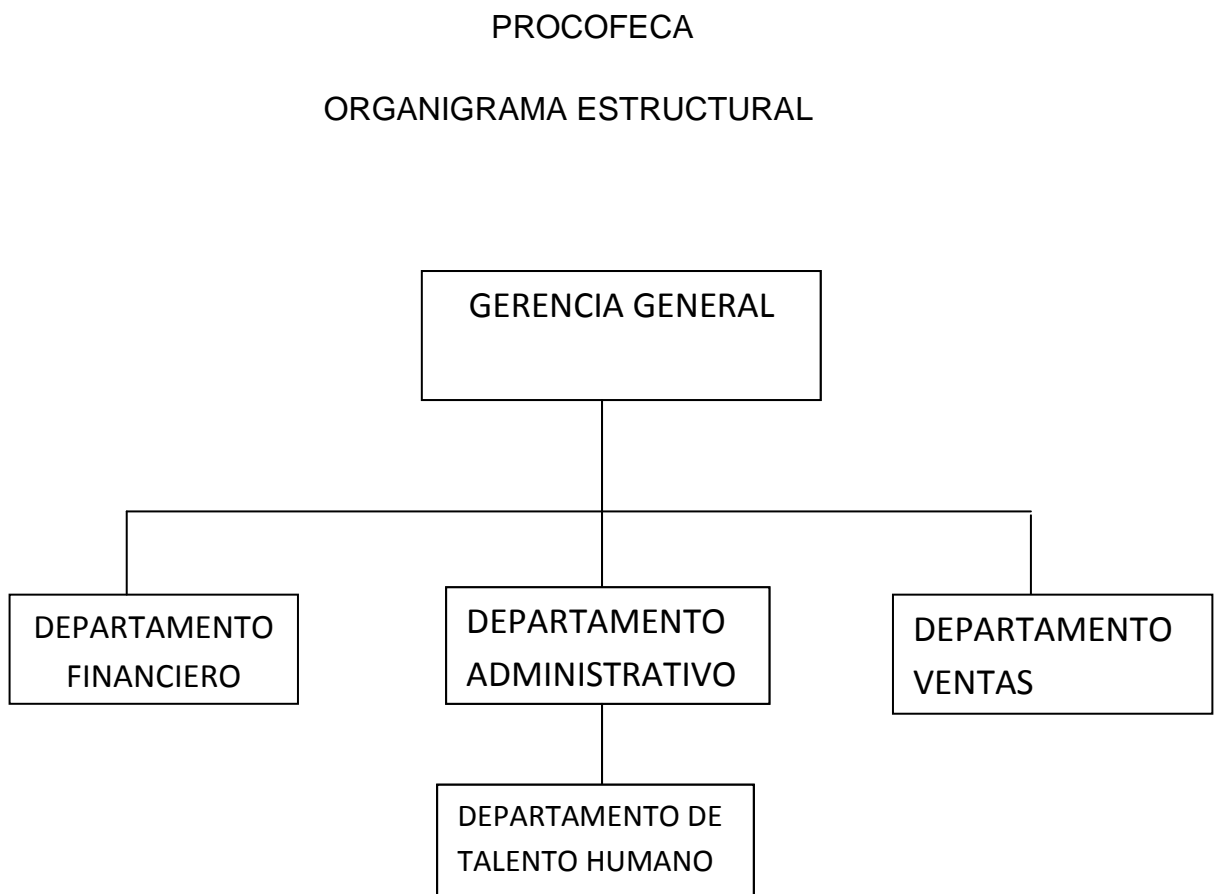 PROCOFECA
ORGANIGRAMA ESTRUCTURAL
GERENCIA GENERAL
DEPARTAMENTO
FINANCIERO
DEPARTAMENTO
ADMINISTRATIVO
DEPARTAMENTO
VENTAS
DEPARTAMENTO DE
TALENTO HUMANO